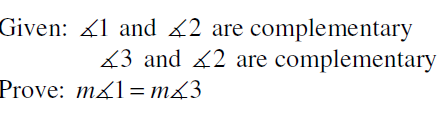 Given: ∡1 and ∡2 are complementary
∡3 and ∡2 are complementary
Prove: m∡1 = m∡3